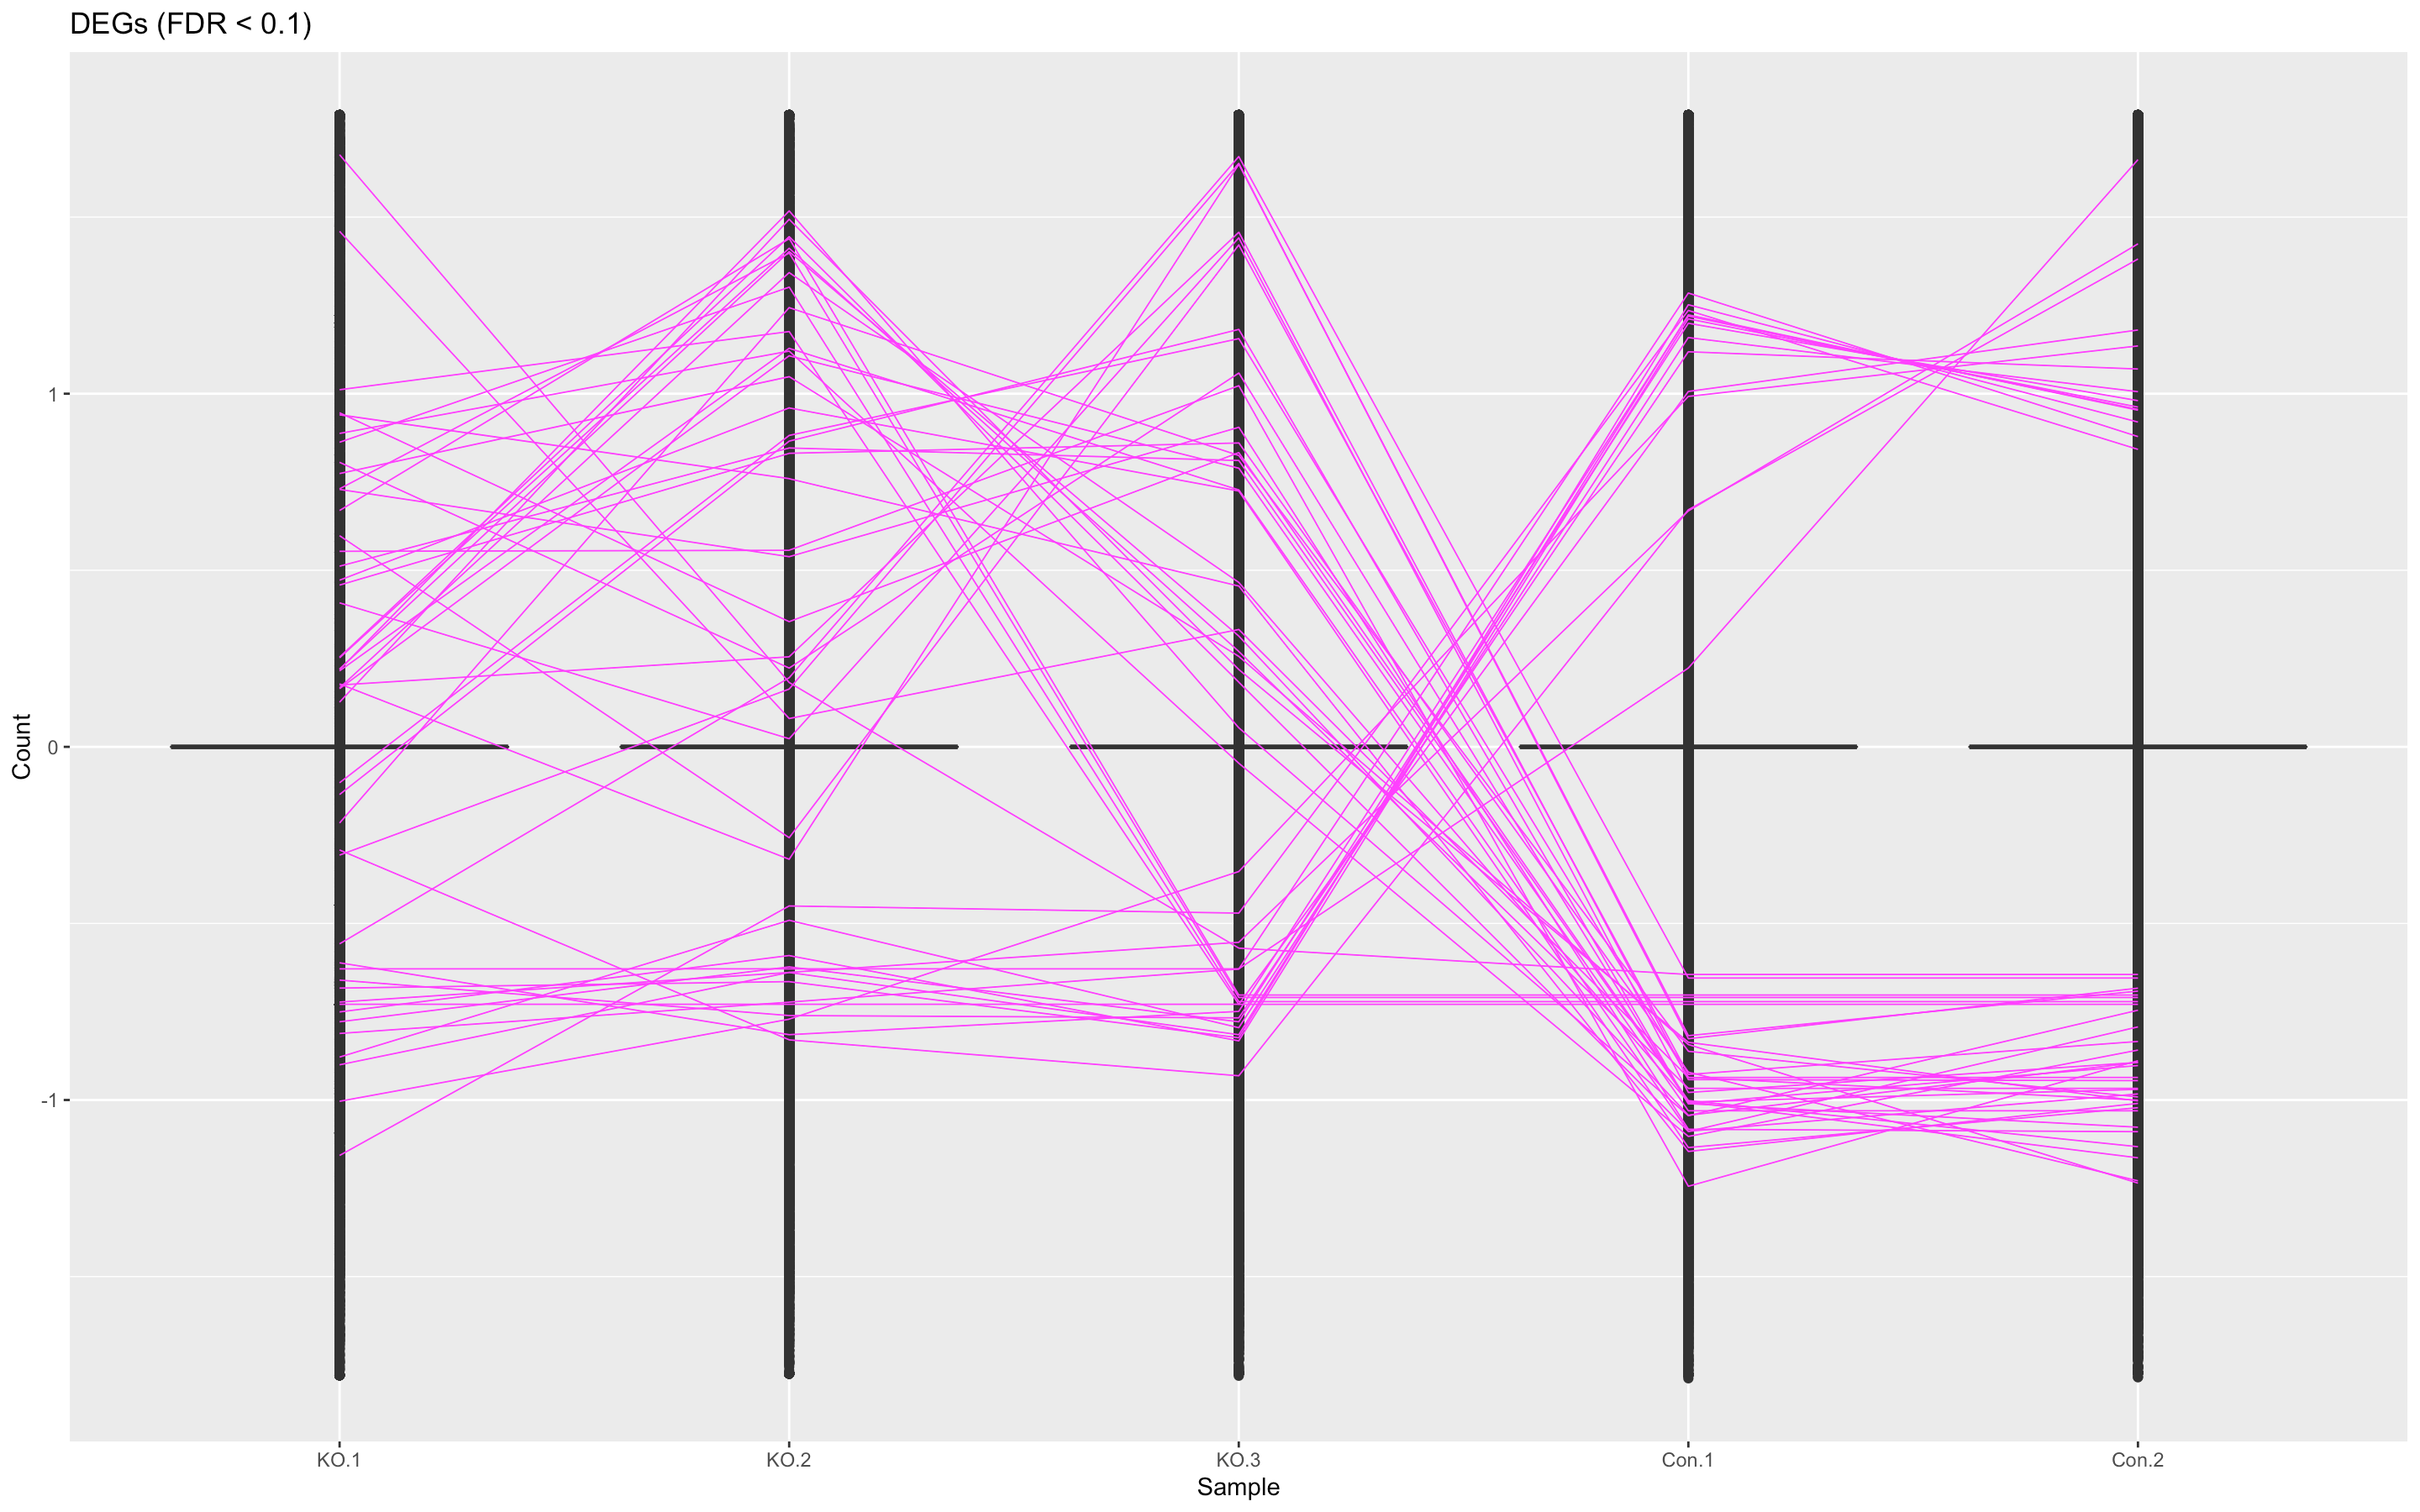 DEGs (FDR < 0.1)
Count
1
0
-1
KO.1
KO.2
KO.3
Con.1
Con.2
Sample